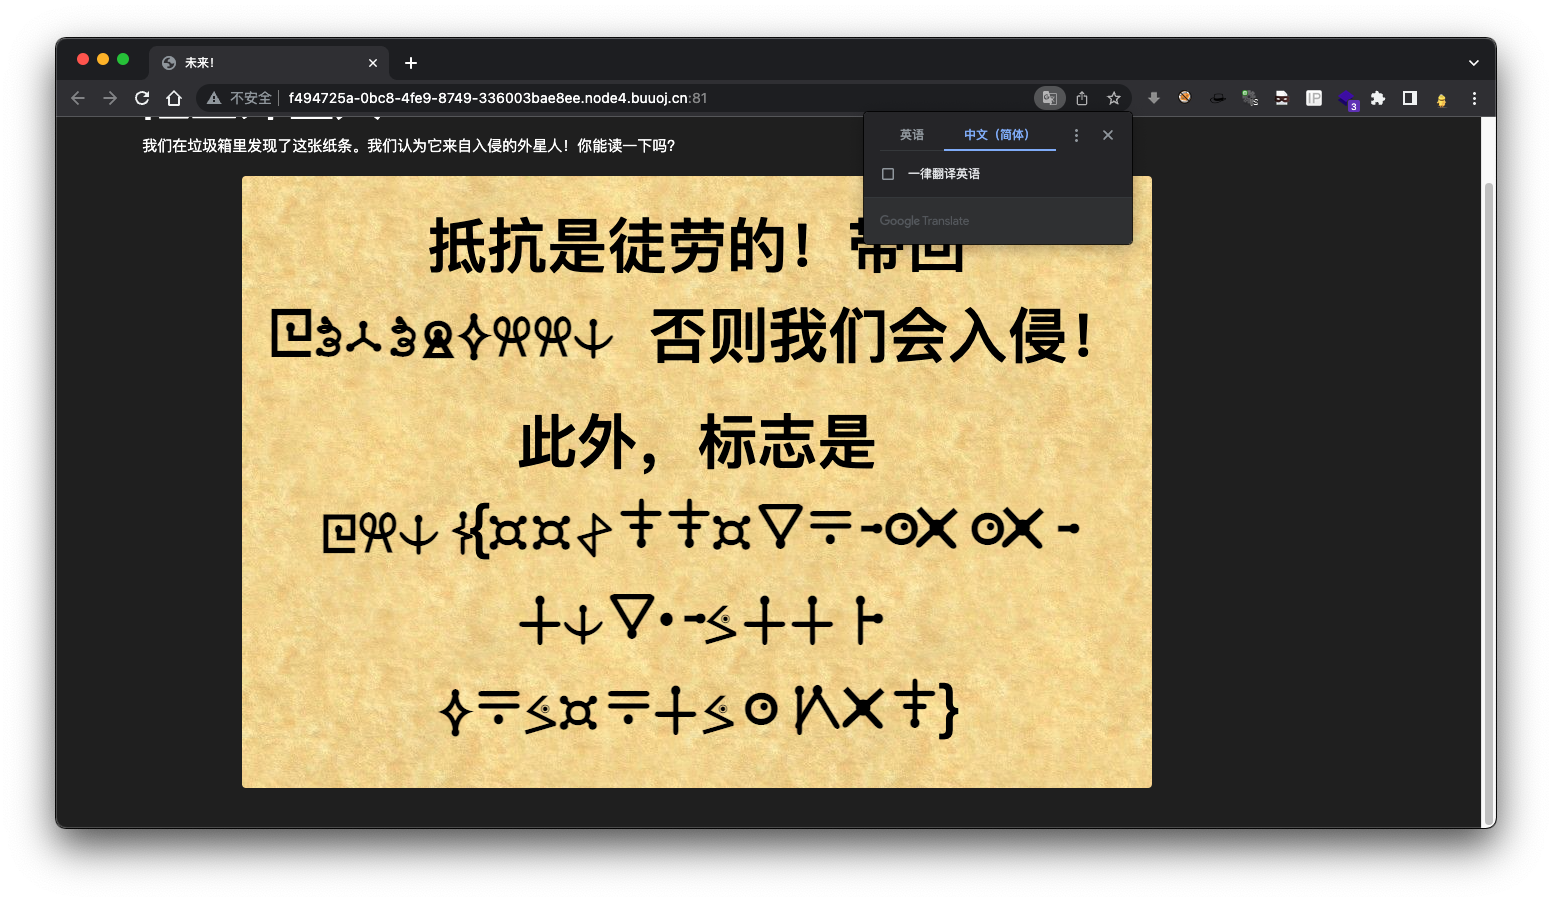 未来!
不安全 f494725a-0bc8-4fe9-8749-336003bae8ee.node4.buuoj.cn:81
IP
3
英语 中文（简体）
一律翻译英语
Google Translate
我们在垃圾箱里发现了这张纸条。我们认为它来自入侵的外星人！你能读一下吗?
抵抗是徒劳的！带回
否则我们会入侵！
此外，标志是
{
}